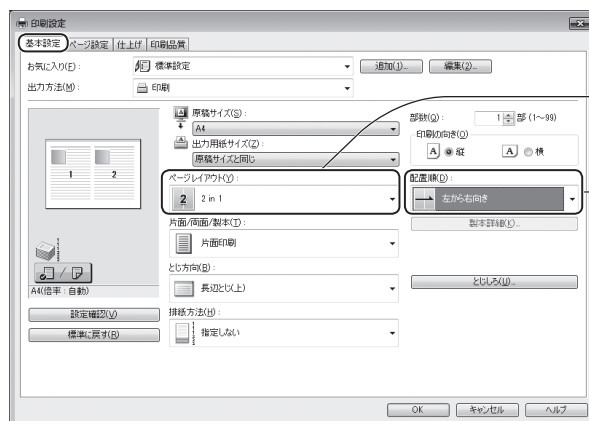 印刷設定
基本設定 ページ設定 仕上げ 印刷品質
お気に入り(F): 標準設定 追加(1)... 編集(2)...
出力方法(M): 印刷
原稿サイズ(S):
A4
出力用紙サイズ(Z):
原稿サイズと同じ
部数(Q): 1 部 (1～99)
印刷の向き(O)
A 縦 A 横
1 2
ページレイアウト(Y):
2 2 in 1
配置順(D):
左から右向き
片面/両面/製本(T):
片面印刷
製本詳細(K)...
とじ方向(B):
長辺とじ(上)
とじしろ(U)...
A4(倍率:自動)
設定確認(V)
標準に戻す(R)
排紙方法(H):
指定しない
OK キャンセル ヘルプ